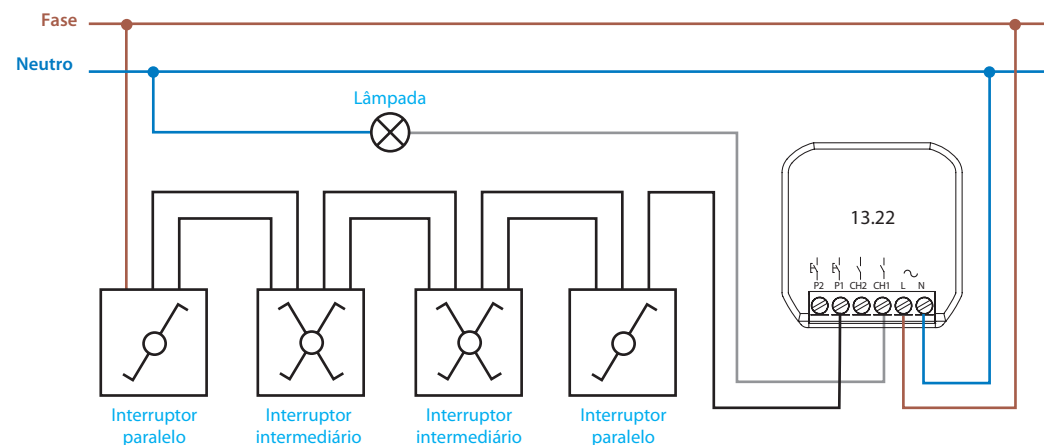 Fase
Neutro
Lâmpada
13.22
P2 P1 CH2 CH1 L N
Interruptor
paralelo
Interruptor
intermediário
Interruptor
intermediário
Interruptor
paralelo